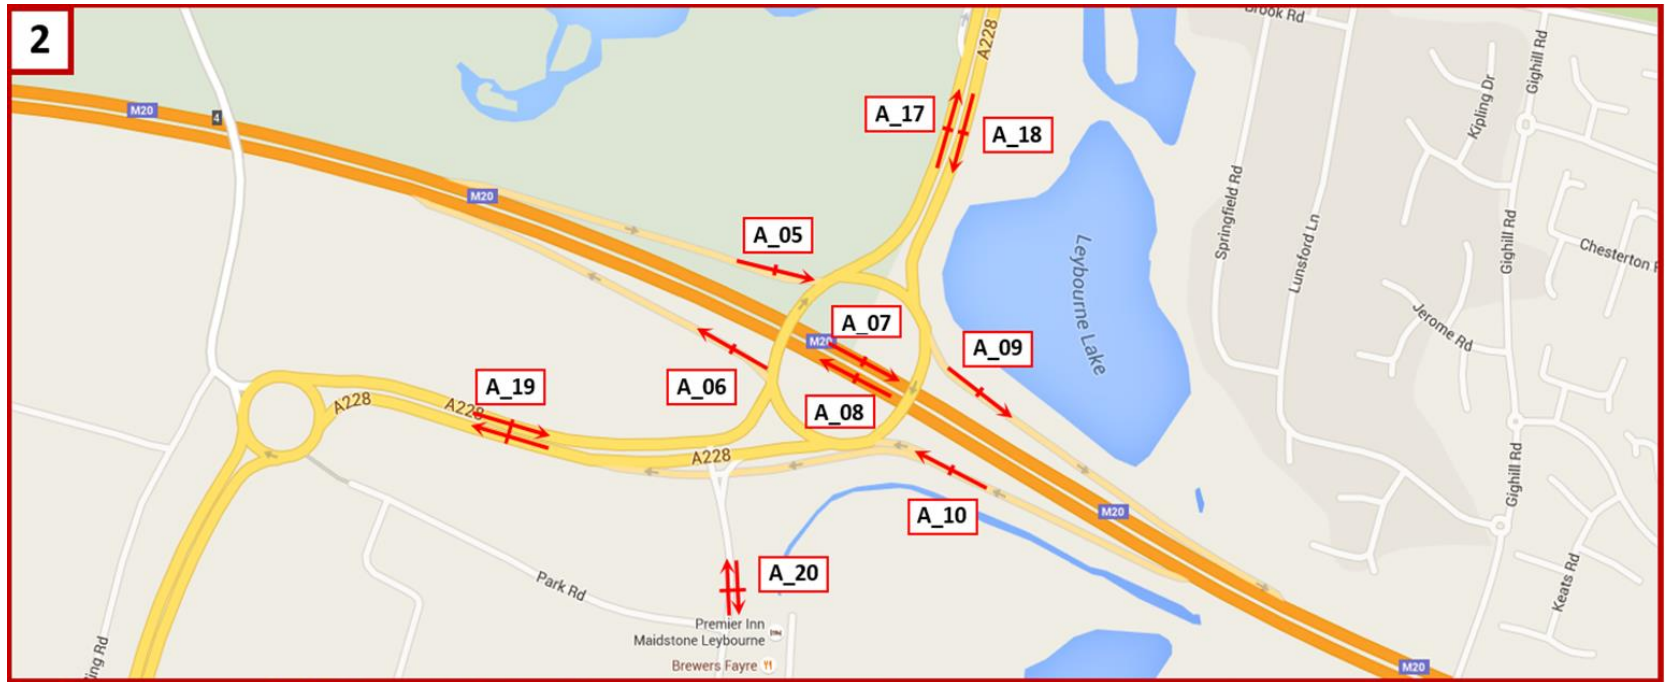 2
Brook Rd
A228
M20
4
Gighill Rd
Kipling Dr
A_17
A_18
Springfield Rd
M20
Lunsford Ln
Gighill Rd
Chesterton
A_05
Leybourne Lake
A_07
M20
A_09
Jerome Rd
A_06
A_19
A228
A228
A_08
A228
Gighill Rd
A_10
M20
A_20
Park Rd
Keats Rd
Premier Inn
Maidstone Leybourne
ing Rd
Brewers Fayre
M20